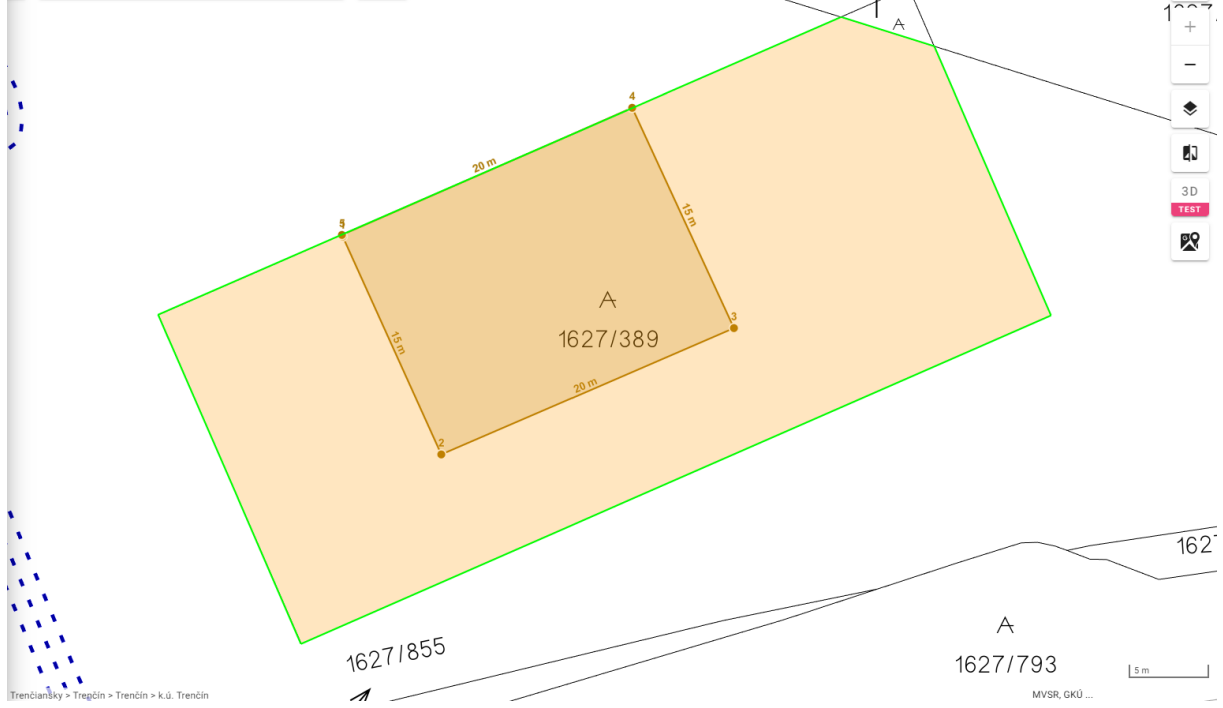 A
4
20 m
5
15 m
A
1627/389
15 m
3
20 m
2
3D
TEST
162
A
1627/855
1627/793
5 m
Trenčiansky > Trenčín > Trenčín > k.ú. Trenčín
MVSR, GKÚ ...